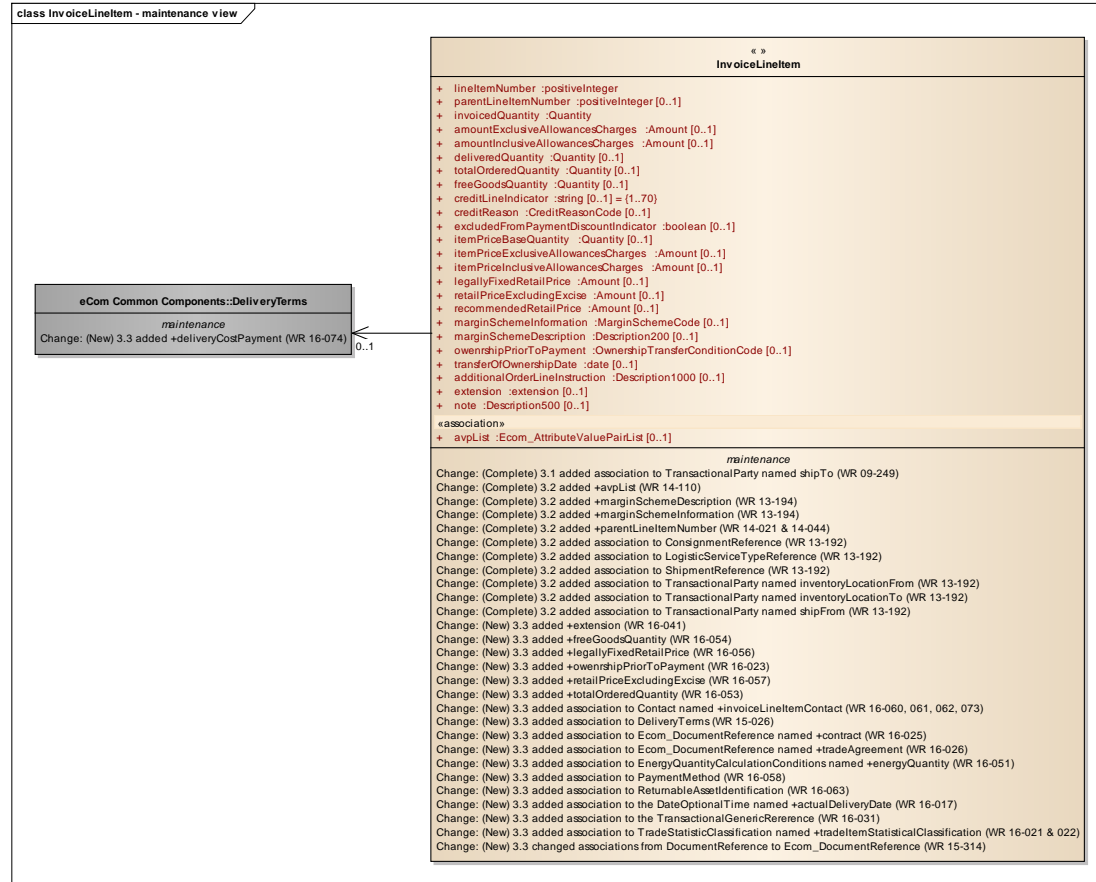 class InvoiceLineItem - maintenance view
« »
InvoiceLineItem
+ lineItemNumber :positiveInteger
+ parentLineItemNumber :positiveInteger [0..1]
+ invoicedQuantity :Quantity
+ amountExclusiveAllowancesCharges :Amount [0..1]
+ amountInclusiveAllowancesCharges :Amount [0..1]
+ deliveredQuantity :Quantity [0..1]
+ totalOrderedQuantity :Quantity [0..1]
+ freeGoodsQuantity :Quantity [0..1]
+ creditLineIndicator :string [0..1] = {1..70}
+ creditReason :CreditReasonCode [0..1]
+ excludedFromPaymentDiscountIndicator :boolean [0..1]
+ itemPriceBaseQuantity :Quantity [0..1]
+ itemPriceExclusiveAllowancesCharges :Amount [0..1]
+ itemPriceInclusiveAllowancesCharges :Amount [0..1]
+ legallyFixedRetailPrice :Amount [0..1]
+ retailPriceExcludingExcise :Amount [0..1]
+ recommendedRetailPrice :Amount [0..1]
+ marginSchemeInformation :MarginSchemeCode [0..1]
+ marginSchemeDescription :Description200 [0..1]
+ owenrshipPriorToPayment :OwnershipTransferConditionCode [0..1]
+ transferOfOwnershipDate :date [0..1]
+ additionalOrderLineInstruction :Description1000 [0..1]
+ extension :extension [0..1]
+ note :Description500 [0..1]
«association»
+ avpList :Ecom_AttributeValuePairList [0..1]
maintenance
Change: (Complete) 3.1 added association to TransactionalParty named shipTo (WR 09-249)
Change: (Complete) 3.2 added +avpList (WR 14-110)
Change: (Complete) 3.2 added +marginSchemeDescription (WR 13-194)
Change: (Complete) 3.2 added +marginSchemeInformation (WR 13-194)
Change: (Complete) 3.2 added +parentLineItemNumber (WR 14-021 & 14-044)
Change: (Complete) 3.2 added association to ConsignmentReference (WR 13-192)
Change: (Complete) 3.2 added association to LogisticServiceTypeReference (WR 13-192)
Change: (Complete) 3.2 added association to ShipmentReference (WR 13-192)
Change: (Complete) 3.2 added association to TransactionalParty named inventoryLocationFrom (WR 13-192)
Change: (Complete) 3.2 added association to TransactionalParty named inventoryLocationTo (WR 13-192)
Change: (Complete) 3.2 added association to TransactionalParty named shipFrom (WR 13-192)
Change: (New) 3.3 added +extension (WR 16-041)
Change: (New) 3.3 added +freeGoodsQuantity (WR 16-054)
Change: (New) 3.3 added +legallyFixedRetailPrice (WR 16-056)
Change: (New) 3.3 added +owenrshipPriorToPayment (WR 16-023)
Change: (New) 3.3 added +retailPriceExcludingExcise (WR 16-057)
Change: (New) 3.3 added +totalOrderedQuantity (WR 16-053)
Change: (New) 3.3 added association to Contact named +invoiceLineItemContact (WR 16-060, 061, 062, 073)
Change: (New) 3.3 added association to DeliveryTerms (WR 15-026)
Change: (New) 3.3 added association to Ecom_DocumentReference named +contract (WR 16-025)
Change: (New) 3.3 added association to Ecom_DocumentReference named +tradeAgreement (WR 16-026)
Change: (New) 3.3 added association to EnergyQuantityCalculationConditions named +energyQuantity (WR 16-051)
Change: (New) 3.3 added association to PaymentMethod (WR 16-058)
Change: (New) 3.3 added association to ReturnableAssetIdentification (WR 16-063)
Change: (New) 3.3 added association to the DateOptionalTime named +actualDeliveryDate (WR 16-017)
Change: (New) 3.3 added association to the TransactionalGenericRererence (WR 16-031)
Change: (New) 3.3 added association to TradeStatisticClassification named +tradeItemStatisticalClassification (WR 16-021 & 022)
Change: (New) 3.3 changed associations from DocumentReference to Ecom_DocumentReference (WR 15-314)
eCom Common Components::DeliveryTerms
maintenance
Change: (New) 3.3 added +deliveryCostPayment (WR 16-074)
0..1